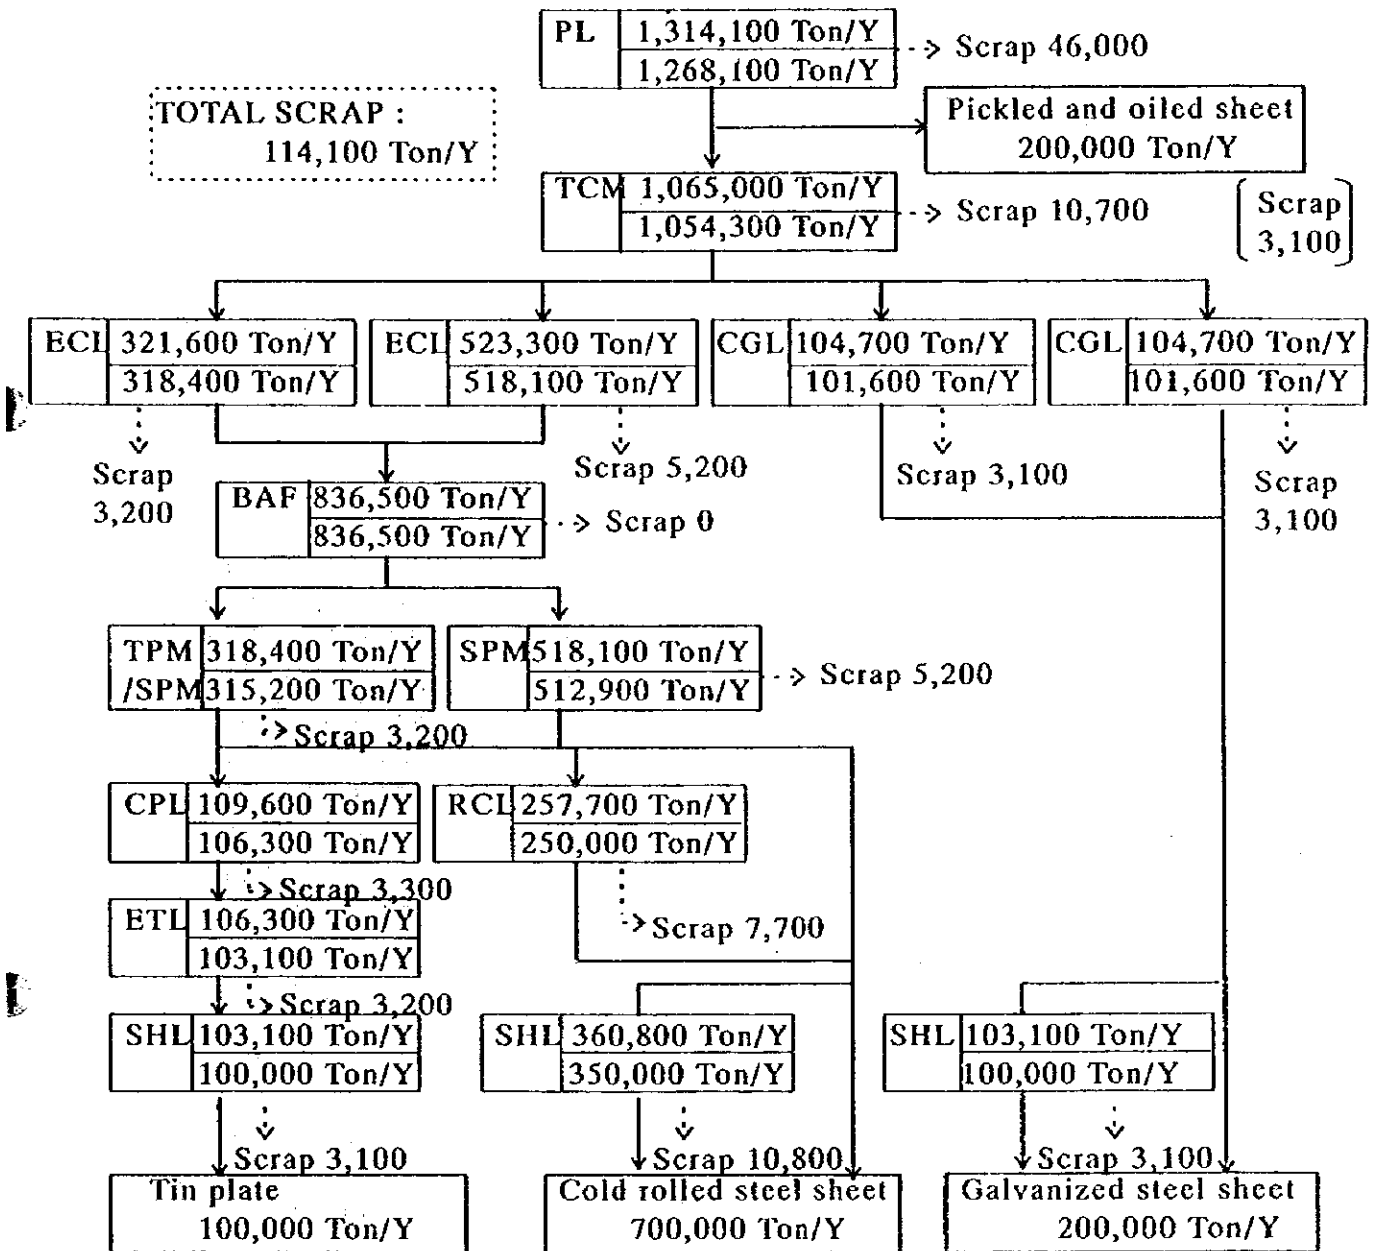 PL 1,314,100 Ton/Y
1,268,100 Ton/Y
Scrap 46,000
TOTAL SCRAP :
114,100 Ton/Y
Pickled and oiled sheet
200,000 Ton/Y
TCM 1,065,000 Ton/Y
1,054,300 Ton/Y
Scrap 10,700
Scrap
3,100
ECL 321,600 Ton/Y
318,400 Ton/Y
ECL 523,300 Ton/Y
518,100 Ton/Y
CGL 104,700 Ton/Y
101,600 Ton/Y
CGL 104,700 Ton/Y
101,600 Ton/Y
Scrap
3,200
Scrap 5,200
Scrap 3,100
Scrap
3,100
BAF 836,500 Ton/Y
836,500 Ton/Y
Scrap 0
TPM 318,400 Ton/Y
/SPM 315,200 Ton/Y
SPM 518,100 Ton/Y
512,900 Ton/Y
Scrap 5,200
Scrap 3,200
CPL 109,600 Ton/Y
106,300 Ton/Y
RCL 257,700 Ton/Y
250,000 Ton/Y
Scrap 3,300
Scrap 7,700
ETL 106,300 Ton/Y
103,100 Ton/Y
Scrap 3,200
SHL 103,100 Ton/Y
100,000 Ton/Y
SHL 360,800 Ton/Y
350,000 Ton/Y
SHL 103,100 Ton/Y
100,000 Ton/Y
Scrap 3,100
Scrap 10,800
Scrap 3,100
Tin plate
100,000 Ton/Y
Cold rolled steel sheet
700,000 Ton/Y
Galvanized steel sheet
200,000 Ton/Y